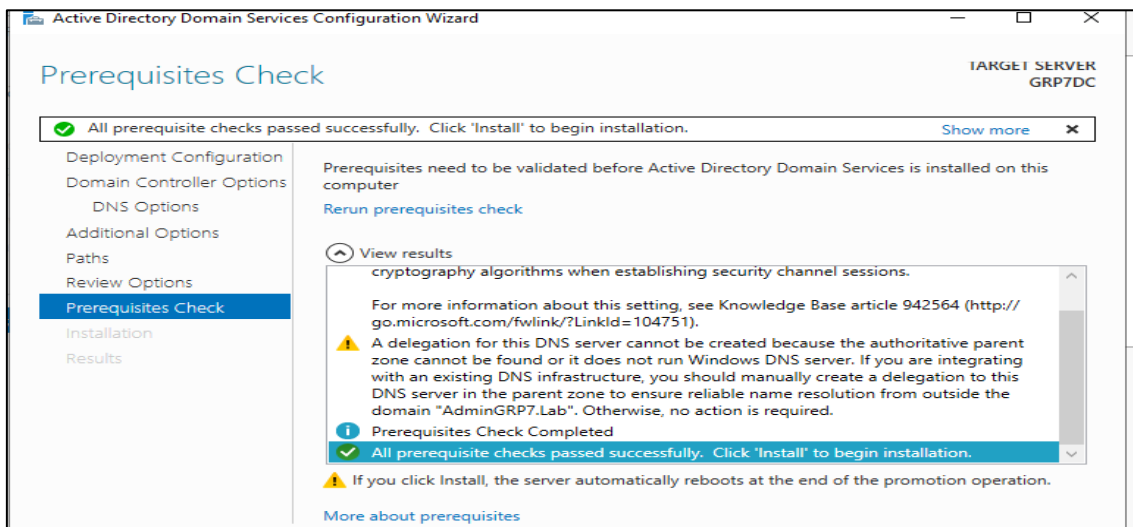 Active Directory Domain Services Configuration Wizard
Prerequisites Check
TARGET SERVER
GRP7DC
All prerequisite checks passed successfully. Click 'Install' to begin installation.
Show more
Deployment Configuration
Domain Controller Options
DNS Options
Additional Options
Paths
Review Options
Prerequisites Check
Installation
Results
Prerequisites need to be validated before Active Directory Domain Services is installed on this
computer
Rerun prerequisites check
View results
cryptography algorithms when establishing security channel sessions.
For more information about this setting, see Knowledge Base article 942564 (http://
go.microsoft.com/fwlink/?LinkId=104751).
A delegation for this DNS server cannot be created because the authoritative parent
zone cannot be found or it does not run Windows DNS server. If you are integrating
with an existing DNS infrastructure, you should manually create a delegation to this
DNS server in the parent zone to ensure reliable name resolution from outside the
domain "AdminGRP7.Lab". Otherwise, no action is required.
Prerequisites Check Completed
All prerequisite checks passed successfully. Click 'Install' to begin installation.
If you click Install, the server automatically reboots at the end of the promotion operation.
More about prerequisites